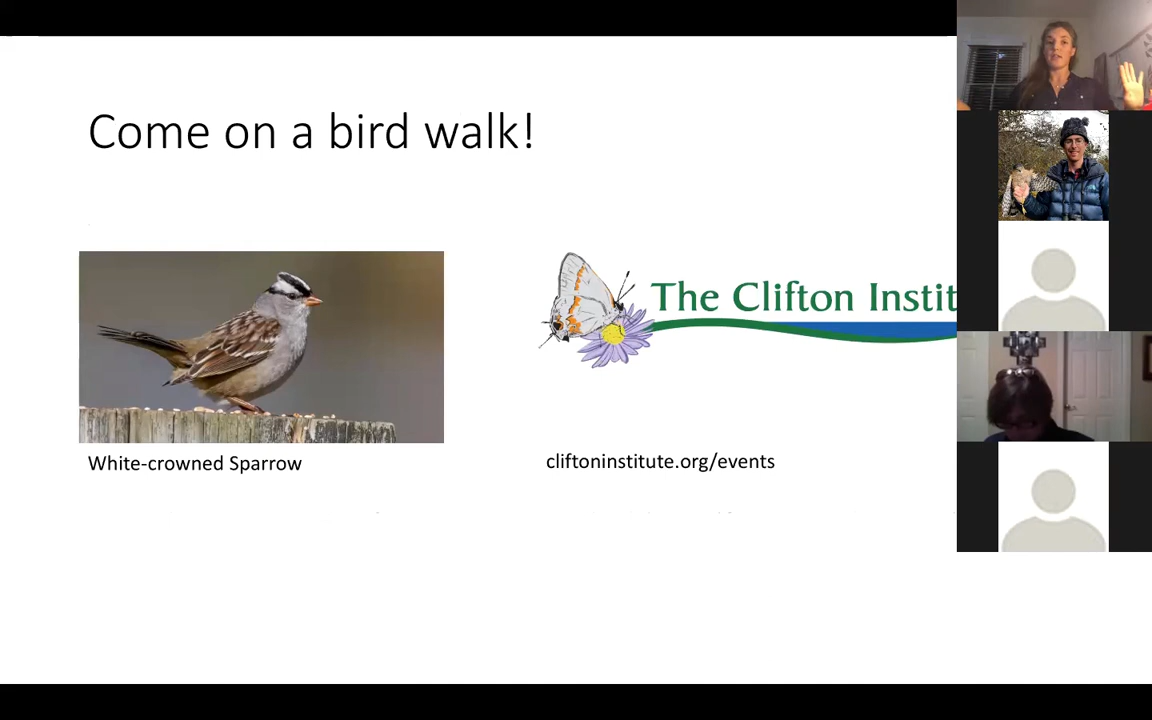 Come on a bird walk!
The Clifton Instit
White-crowned Sparrow
cliftoninstitute.org/events